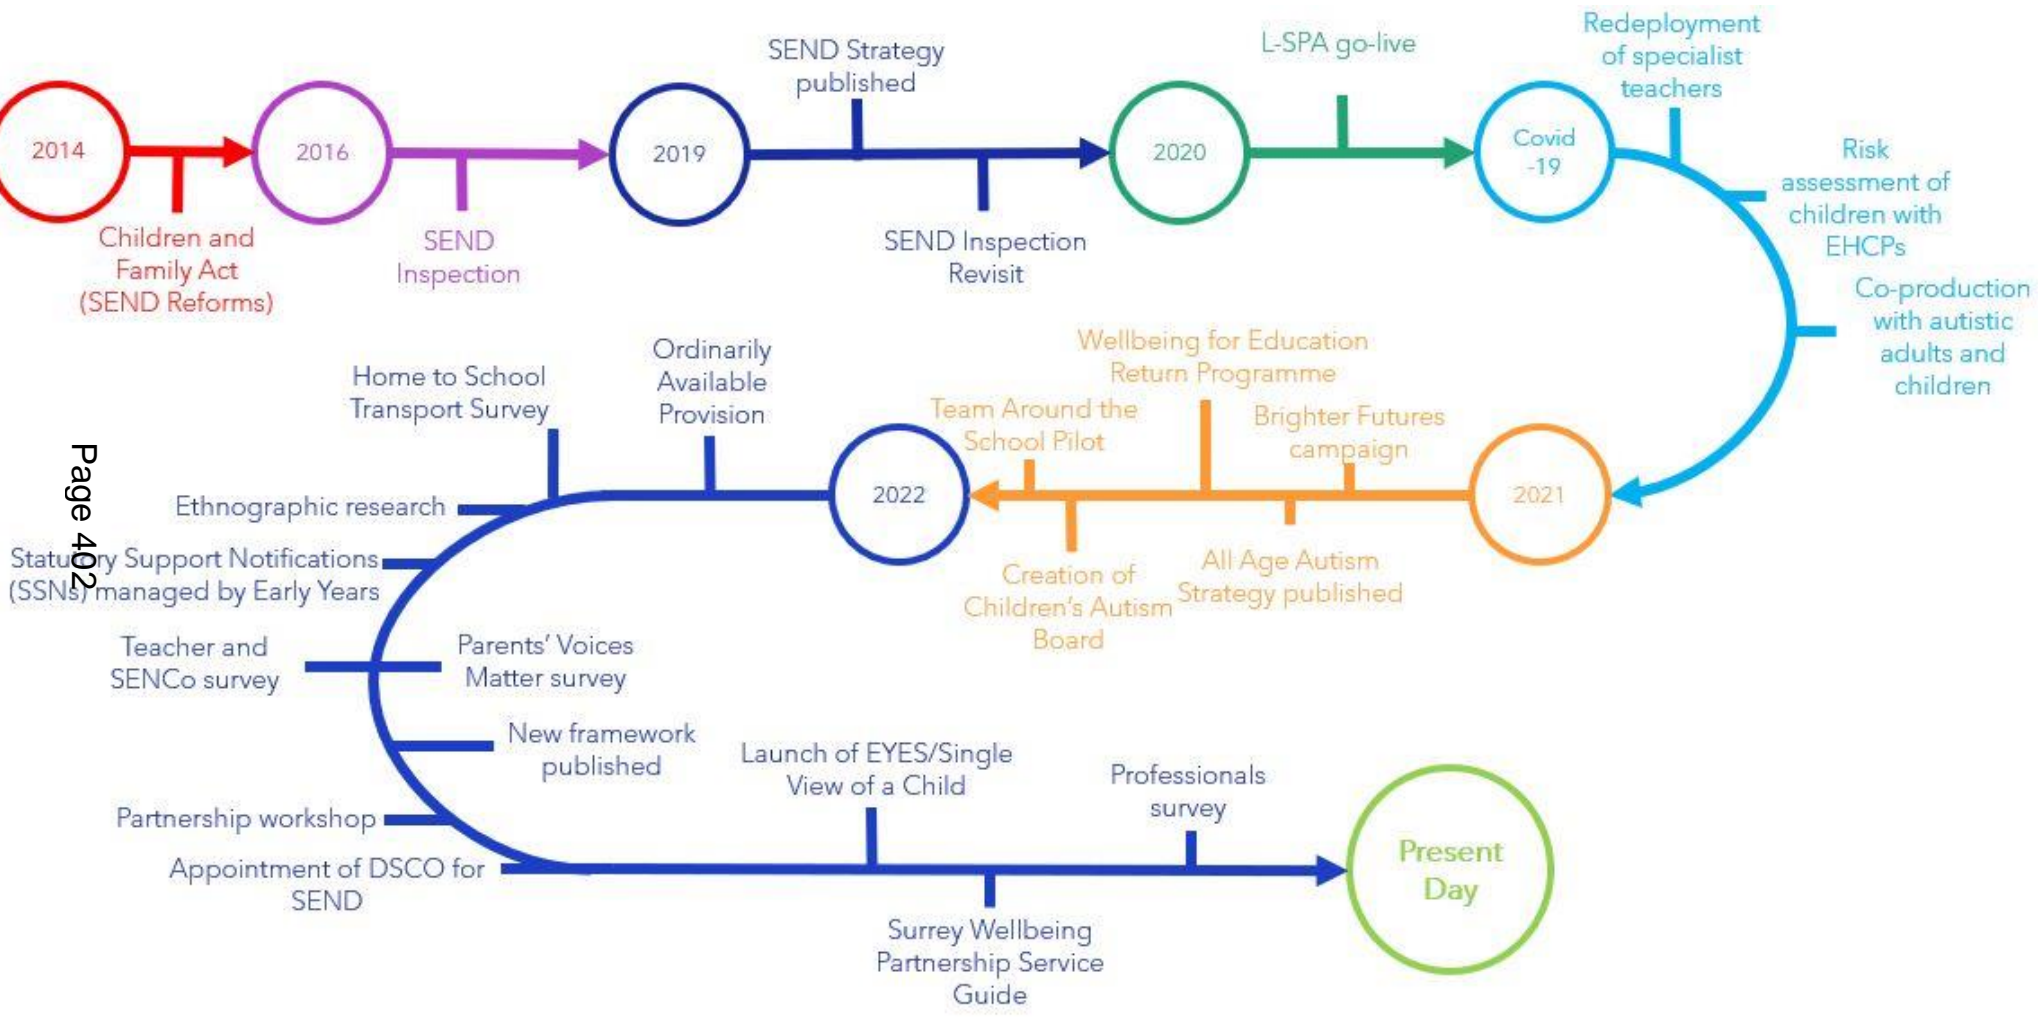 2014
Children and
Family Act
(SEND Reforms)
2016
SEND
Inspection
2019
SEND Strategy
published
SEND Inspection
Revisit
2020
L-SPA go-live
Covid
-19
Redeployment
of specialist
teachers
Risk
assessment of
children with
EHCPs
Co-production
with autistic
adults and
children
2021
Brighter Futures
campaign
All Age Autism
Strategy published
Wellbeing for Education
Return Programme
Creation of
Children's Autism
Board
Team Around the
School Pilot
2022
Ordinarily
Available
Provision
Home to School
Transport Survey
Ethnographic research
Statutory Support Notifications
(SSNs) managed by Early Years
Teacher and
SENCo survey
Parents' Voices
Matter survey
New framework
published
Partnership workshop
Appointment of DSCO for
SEND
Launch of EYES/Single
View of a Child
Surrey Wellbeing
Partnership Service
Guide
Professionals
survey
Present
Day
Page 402